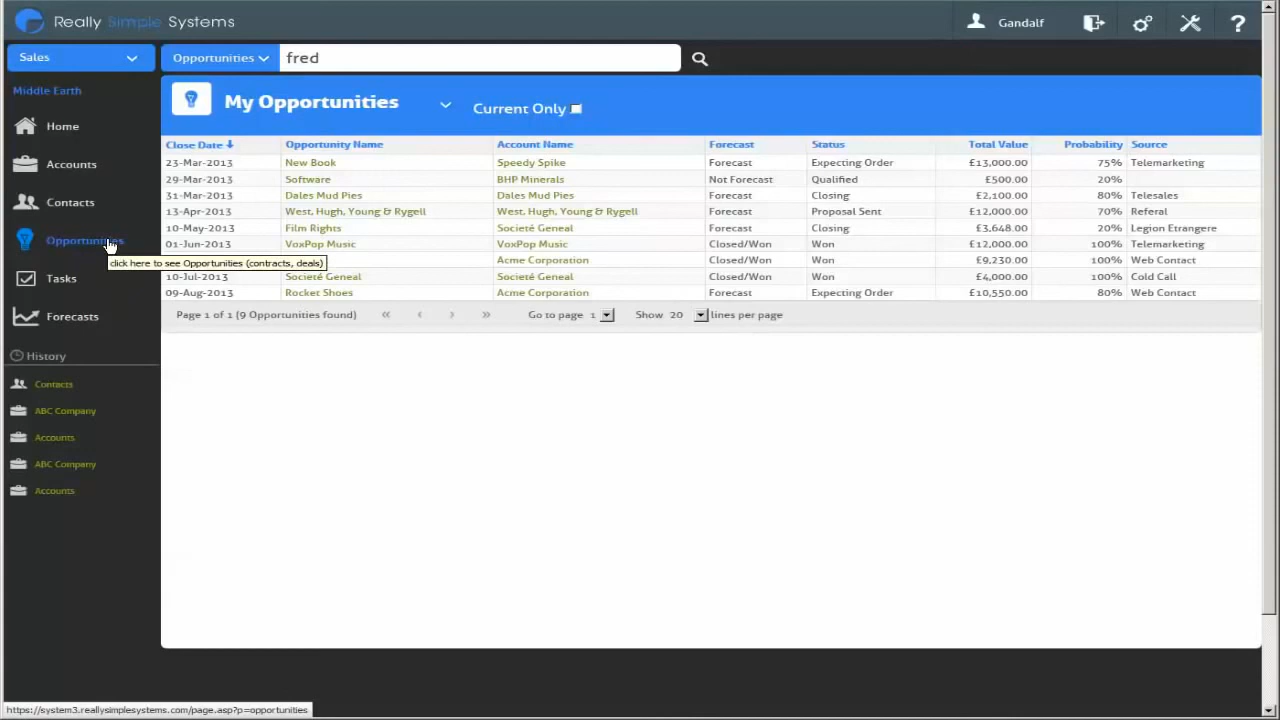 Really Simple Systems
Gandalf
Sales
Opportunities
fred
Middle Earth
Home
Accounts
Contacts
Opportunities
click here to see Opportunities (contracts, deals)
Tasks
Forecasts
History
Contacts
ABC Company
Accounts
ABC Company
Accounts
My Opportunities
Current Only
Close Date Opportunity Name Account Name Forecast Status Total Value Probability Source
23-Mar-2013 New Book Speedy Spike Forecast Expecting Order £13,000.00 75% Telemarketing
29-Mar-2013 Software BHP Minerals Not Forecast Qualified £500.00 20%
31-Mar-2013 Dales Mud Pies Dales Mud Pies Forecast Closing £2,100.00 80% Telesales
13-Apr-2013 West, Hugh, Young & Rygell West, Hugh, Young & Rygell Forecast Proposal Sent £12,000.00 70% Referal
10-May-2013 Film Rights Societé Geneal Forecast Closing £3,648.00 20% Legion Etrangere
01-Jun-2013 VoxPop Music VoxPop Music Closed/Won Won £12,000.00 100% Telemarketing
Acme Corporation Closed/Won Won £9,230.00 100% Web Contact
10-Jul-2013 Societé Geneal Societé Geneal Closed/Won Won £4,000.00 100% Cold Call
09-Aug-2013 Rocket Shoes Acme Corporation Forecast Expecting Order £10,550.00 80% Web Contact
Page 1 of 1 (9 Opportunities found) « ‹ › » Go to page 1 Show 20 lines per page
https://system3.reallysimplesystems.com/page.asp?p=opportunities